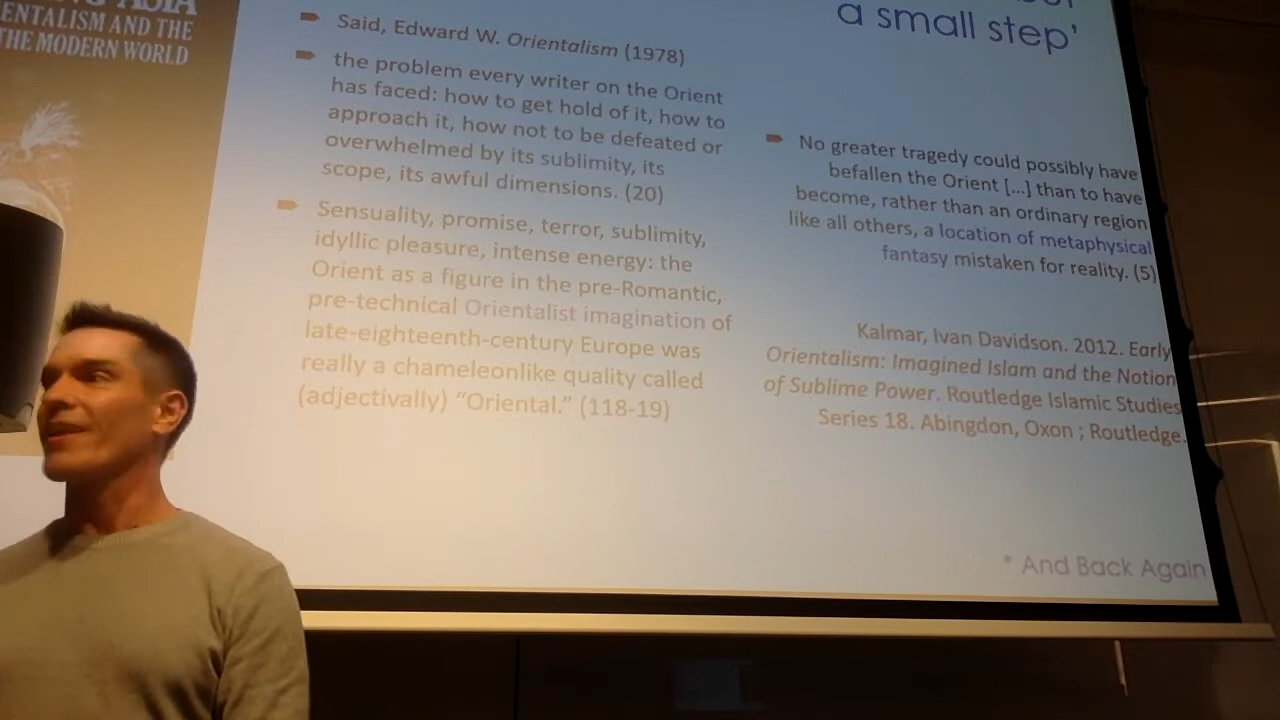 ENTALISM AND THE
THE MODERN WORLD
a small step'
Said, Edward W. Orientalism (1978)
the problem every writer on the Orient
has faced: how to get hold of it, how to
approach it, how not to be defeated or
overwhelmed by its sublimity, its
scope, its awful dimensions. (20)
Sensuality, promise, terror, sublimity,
idyllic pleasure, intense energy: the
Orient as a figure in the pre-Romantic,
pre-technical Orientalist imagination of
late-eighteenth-century Europe was
really a chameleonlike quality called
(adjectivally) “Oriental.” (118-19)
No greater tragedy could possibly have
befallen the Orient [...] than to have
become, rather than an ordinary region
like all others, a location of metaphysical
fantasy mistaken for reality. (5)
Kalmar, Ivan Davidson. 2012. Early
Orientalism: Imagined Islam and the Notion
of Sublime Power. Routledge Islamic Studies
Series 18. Abingdon, Oxon ; Routledge.
* And Back Again